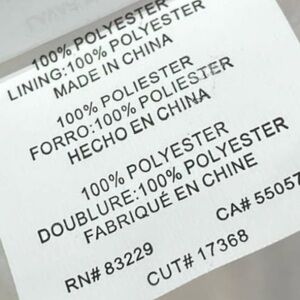 100% POLYESTER
LINING:100% POLYESTER
MADE IN CHINA
100% POLIESTER
FORRO:100% POLIESTER
HECHO EN CHINA
100% POLYESTER
DOUBLURE:100% POLYESTER
FABRIQUÉ EN CHINE
RN# 83229 CA# 55057
CUT# 17368